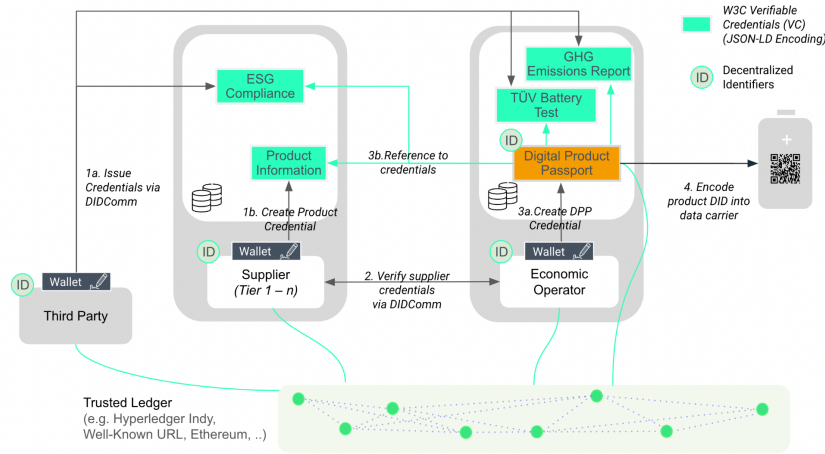 W3C Verifiable
Credentials (VC)
(JSON-LD Encoding)
ID
Decentralized
Identifiers
ESG
Compliance
GHG
Emissions Report
TÜV Battery
Test
ID
Product
Information
3b.Reference to
credentials
Digital Product
Passport
1a. Issue
Credentials via
DIDComm
4. Encode
product DID into
data carrier
1b. Create Product
Credential
3a.Create DPP
Credential
ID
Wallet
Supplier
(Tier 1 – n)
2. Verify supplier
credentials
via DIDComm
ID
Wallet
Economic
Operator
ID
Wallet
Third Party
Trusted Ledger
(e.g. Hyperledger Indy,
Well-Known URL, Ethereum, ..)